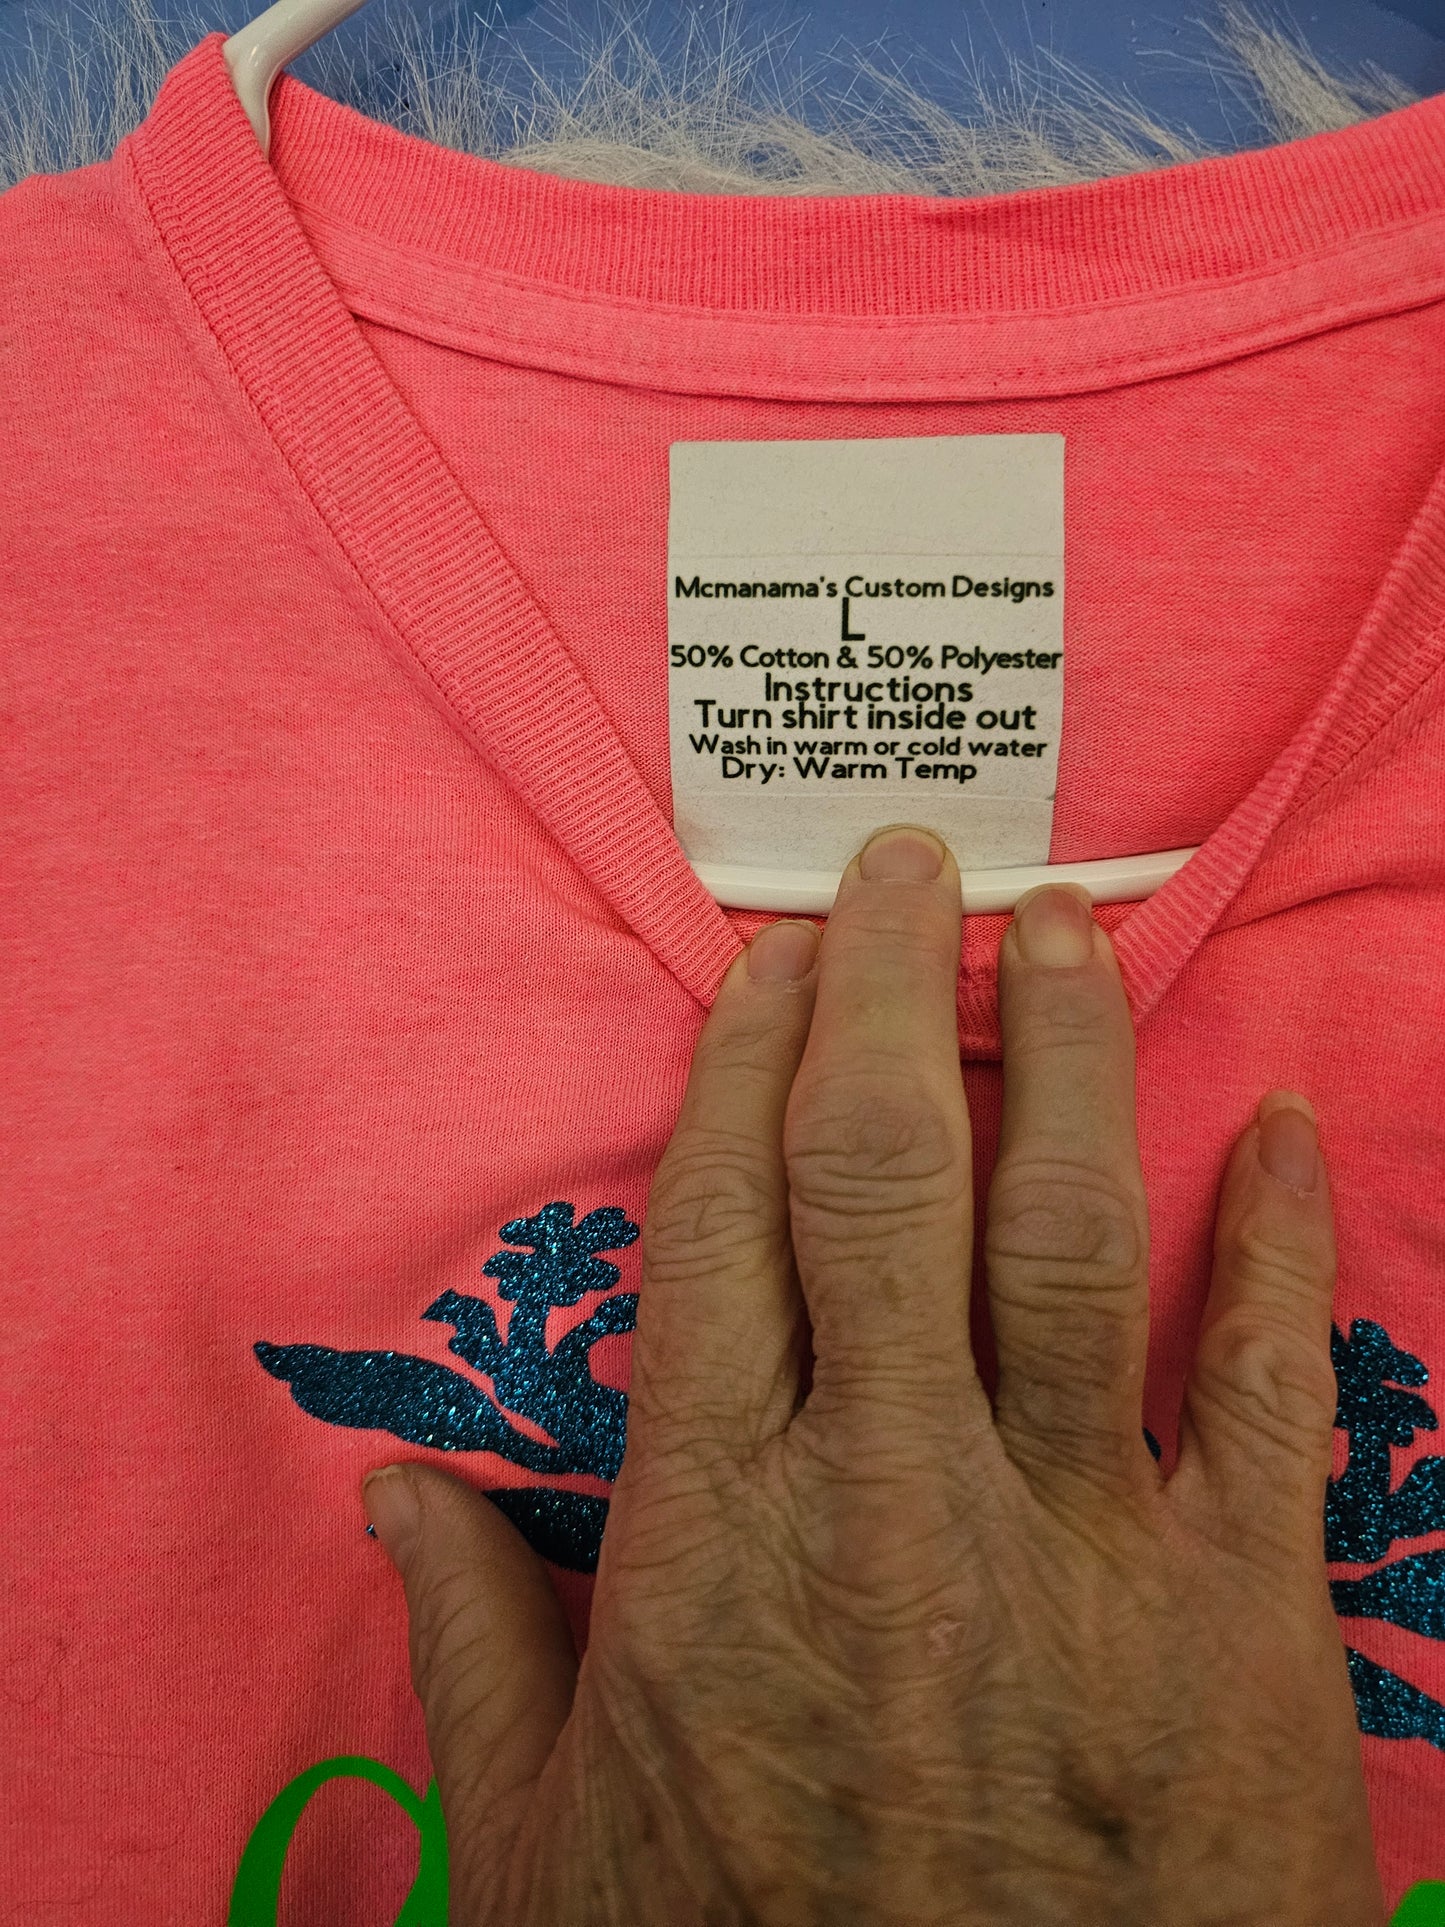 Mcmanama's Custom Designs
L
50% Cotton & 50% Polyester
Instructions
Turn shirt inside out
Wash in warm or cold water
Dry: Warm Temp